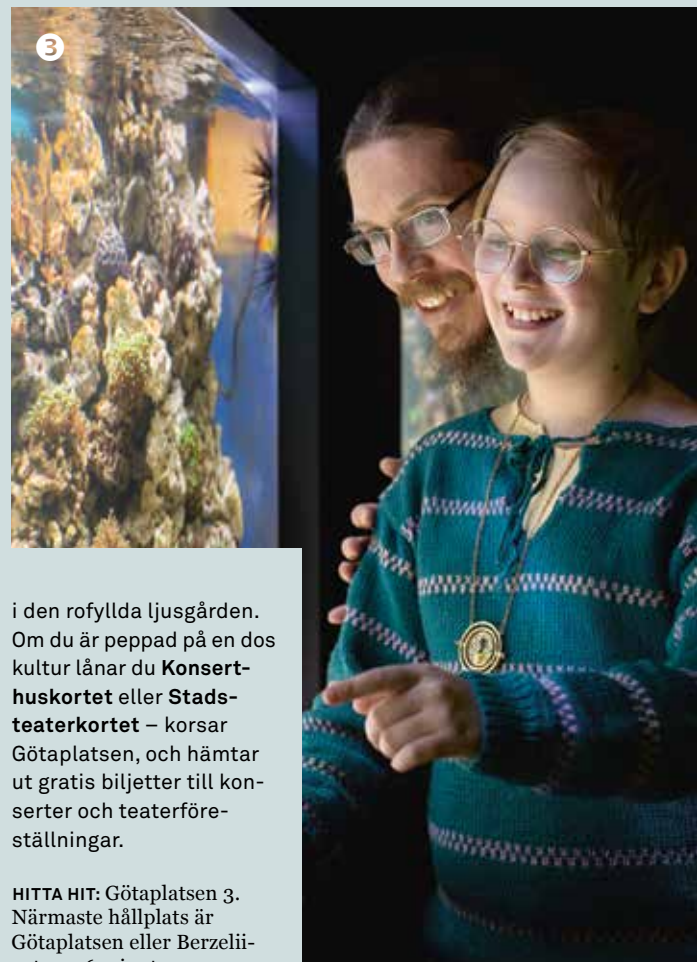 3
i den rofyllda ljusgården.
Om du är peppad på en dos
kultur lånar du Konsert-
huskortet eller Stads-
teaterkortet – korsar
Götaplatsen, och hämtar
ut gratis biljetter till kon-
serter och teaterföre-
ställningar.
HITTA HIT: Götaplatsen 3.
Närmaste hållplats är
Götaplatsen eller Berzelii-